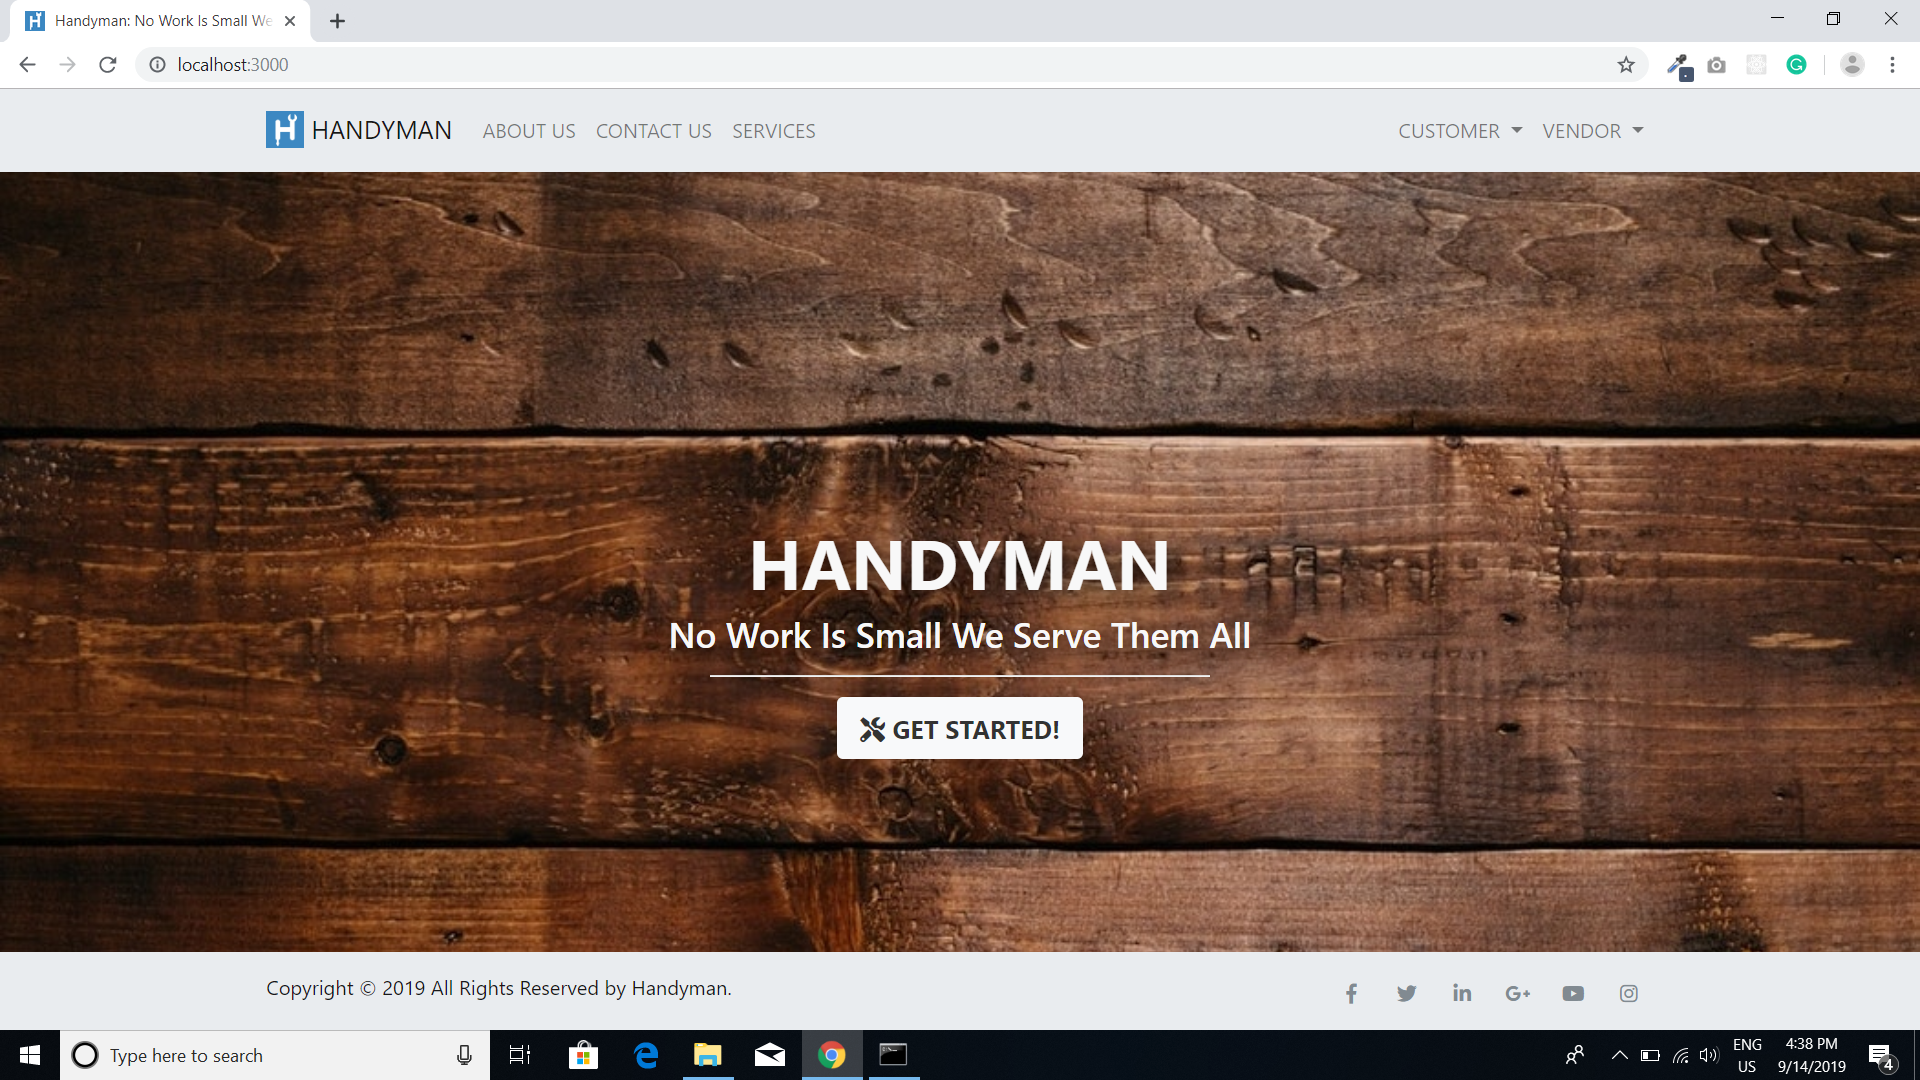 Handyman: No Work Is Small We
localhost:3000
HANDYMAN ABOUT US CONTACT US SERVICES CUSTOMER VENDOR
HANDYMAN
No Work Is Small We Serve Them All
GET STARTED!
Copyright © 2019 All Rights Reserved by Handyman.
Type here to search
ENG
US
4:38 PM
9/14/2019
4